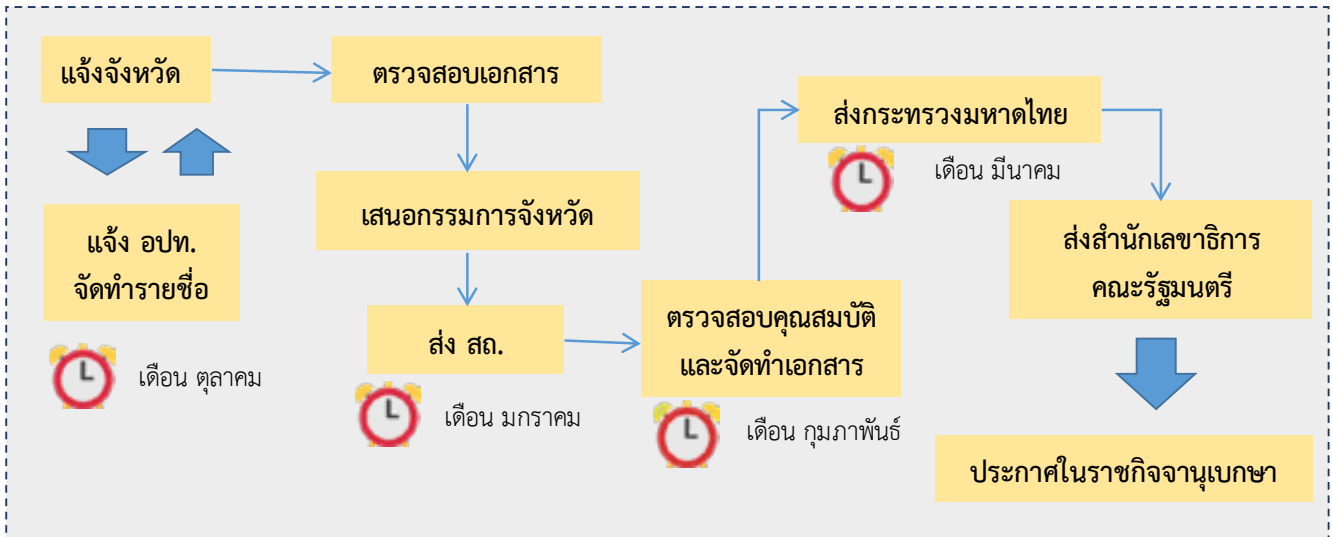 แจ้งจังหวัด
ตรวจสอบเอกสาร
แจ้ง อปท.
จัดทำรายชื่อ
เดือน ตุลาคม
เสนอกรรมการจังหวัด
ส่ง สถ.
เดือน มกราคม
ตรวจสอบคุณสมบัติ
และจัดทำเอกสาร
เดือน กุมภาพันธ์
ส่งกระทรวงมหาดไทย
เดือน มีนาคม
ส่งสำนักเลขาธิการ
คณะรัฐมนตรี
ประกาศในราชกิจจานุเบกษา